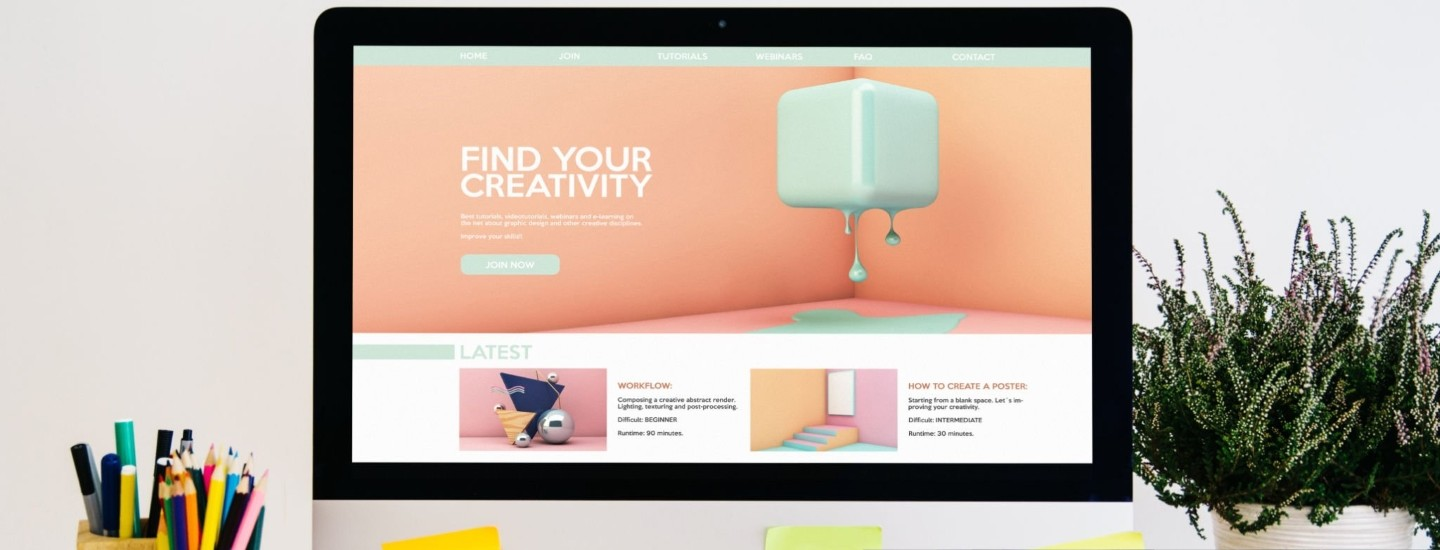 HOME JOIN TUTORIALS WEBINARS FAQ CONTACT
FIND YOUR
CREATIVITY
Best tutorials, videotutorials, webinars and e-learning on
the net about graphic design and other creative disciplines.
Improve your skills!
JOIN NOW
LATEST
WORKFLOW:
Composing a creative abstract render.
Lighting, texturing and post-processing.
Difficult: BEGINNER
Runtime: 90 minutes.
HOW TO CREATE A POSTER:
Starting from a blank space. Let´s im-
proving your creativity.
Difficult: INTERMEDIATE
Runtime: 30 minutes.